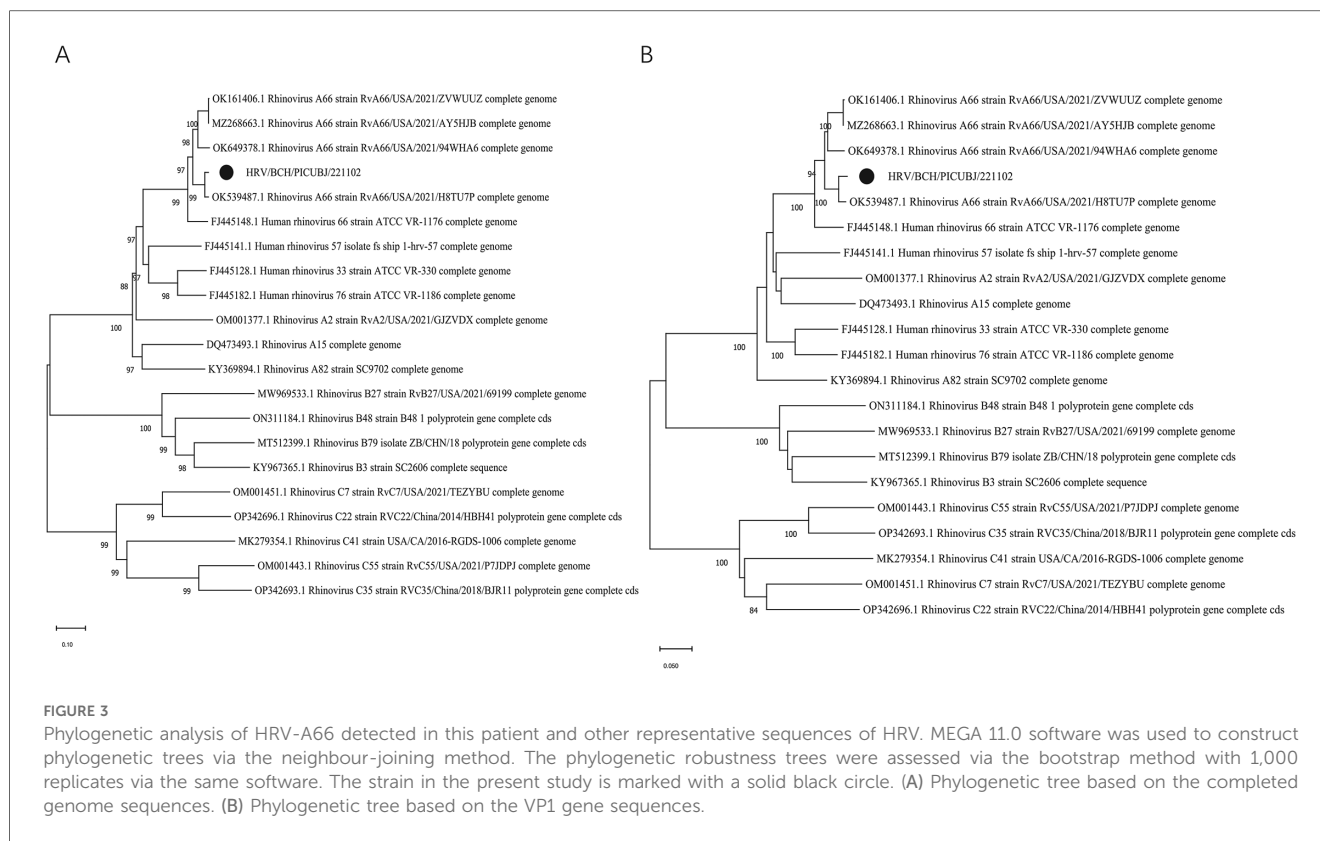 A
OK161406.1 Rhinovirus A66 strain RvA66/USA/2021/ZVWUUZ complete genome
100
MZ268663.1 Rhinovirus A66 strain RvA66/USA/2021/AY5HJB complete genome
98
OK649378.1 Rhinovirus A66 strain RvA66/USA/2021/94WHA6 complete genome
97
HRV/BCH/PICUBJ/221102
99
99
OK539487.1 Rhinovirus A66 strain RvA66/USA/2021/H8TU7P complete genome
FJ445148.1 Human rhinovirus 66 strain ATCC VR-1176 complete genome
97
FJ445141.1 Human rhinovirus 57 isolate fs ship 1-hrv-57 complete genome
FJ445128.1 Human rhinovirus 33 strain ATCC VR-330 complete genome
97
88
98
FJ445182.1 Human rhinovirus 76 strain ATCC VR-1186 complete genome
OM001377.1 Rhinovirus A2 strain RvA2/USA/2021/GJZVDX complete genome
100
DQ473493.1 Rhinovirus A15 complete genome
97
KY369894.1 Rhinovirus A82 strain SC9702 complete genome
MW969533.1 Rhinovirus B27 strain RvB27/USA/2021/69199 complete genome
100
ON311184.1 Rhinovirus B48 strain B48 1 polyprotein gene complete cds
99
MT512399.1 Rhinovirus B79 isolate ZB/CHN/18 polyprotein gene complete cds
98
KY967365.1 Rhinovirus B3 strain SC2606 complete sequence
OM001451.1 Rhinovirus C7 strain RvC7/USA/2021/TEZYBU complete genome
99
OP342696.1 Rhinovirus C22 strain RVC22/China/2014/HBH41 polyprotein gene complete cds
99
MK279354.1 Rhinovirus C41 strain USA/CA/2016-RGDS-1006 complete genome
99
OM001443.1 Rhinovirus C55 strain RvC55/USA/2021/P7JDPJ complete genome
99
OP342693.1 Rhinovirus C35 strain RVC35/China/2018/BJR11 polyprotein gene complete cds
0.10
B
OK161406.1 Rhinovirus A66 strain RvA66/USA/2021/ZVWUUZ complete genome
100
MZ268663.1 Rhinovirus A66 strain RvA66/USA/2021/AY5HJB complete genome
OK649378.1 Rhinovirus A66 strain RvA66/USA/2021/94WHA6 complete genome
94
HRV/BCH/PICUBJ/221102
100
100
OK539487.1 Rhinovirus A66 strain RvA66/USA/2021/H8TU7P complete genome
FJ445148.1 Human rhinovirus 66 strain ATCC VR-1176 complete genome
FJ445141.1 Human rhinovirus 57 isolate fs ship 1-hrv-57 complete genome
OM001377.1 Rhinovirus A2 strain RvA2/USA/2021/GJZVDX complete genome
DQ473493.1 Rhinovirus A15 complete genome
FJ445128.1 Human rhinovirus 33 strain ATCC VR-330 complete genome
100
100
FJ445182.1 Human rhinovirus 76 strain ATCC VR-1186 complete genome
KY369894.1 Rhinovirus A82 strain SC9702 complete genome
ON311184.1 Rhinovirus B48 strain B48 1 polyprotein gene complete cds
MW969533.1 Rhinovirus B27 strain RvB27/USA/2021/69199 complete genome
100
MT512399.1 Rhinovirus B79 isolate ZB/CHN/18 polyprotein gene complete cds
KY967365.1 Rhinovirus B3 strain SC2606 complete sequence
OM001443.1 Rhinovirus C55 strain RvC55/USA/2021/P7JDPJ complete genome
100
OP342693.1 Rhinovirus C35 strain RVC35/China/2018/BJR11 polyprotein gene complete cds
MK279354.1 Rhinovirus C41 strain USA/CA/2016-RGDS-1006 complete genome
100
OM001451.1 Rhinovirus C7 strain RvC7/USA/2021/TEZYBU complete genome
84
OP342696.1 Rhinovirus C22 strain RVC22/China/2014/HBH41 polyprotein gene complete cds
0.050
FIGURE 3
Phylogenetic analysis of HRV-A66 detected in this patient and other representative sequences of HRV. MEGA 11.0 software was used to construct
phylogenetic trees via the neighbour-joining method. The phylogenetic robustness trees were assessed via the bootstrap method with 1,000
replicates via the same software. The strain in the present study is marked with a solid black circle. (A) Phylogenetic tree based on the completed
genome sequences. (B) Phylogenetic tree based on the VP1 gene sequences.